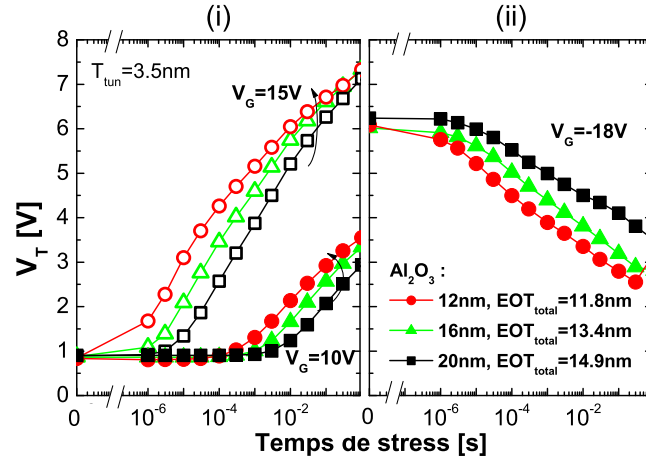 (i)
(ii)
8
7
6
5
4
3
2
1
0
V_T [V]
T_tun=3.5nm
V_G=15V
V_G=10V
V_G=-18V
Al₂O₃ :
12nm, EOT_total=11.8nm
16nm, EOT_total=13.4nm
20nm, EOT_total=14.9nm
0 10⁻⁶ 10⁻⁴ 10⁻² 0 10⁻⁶ 10⁻⁴ 10⁻²
Temps de stress [s]